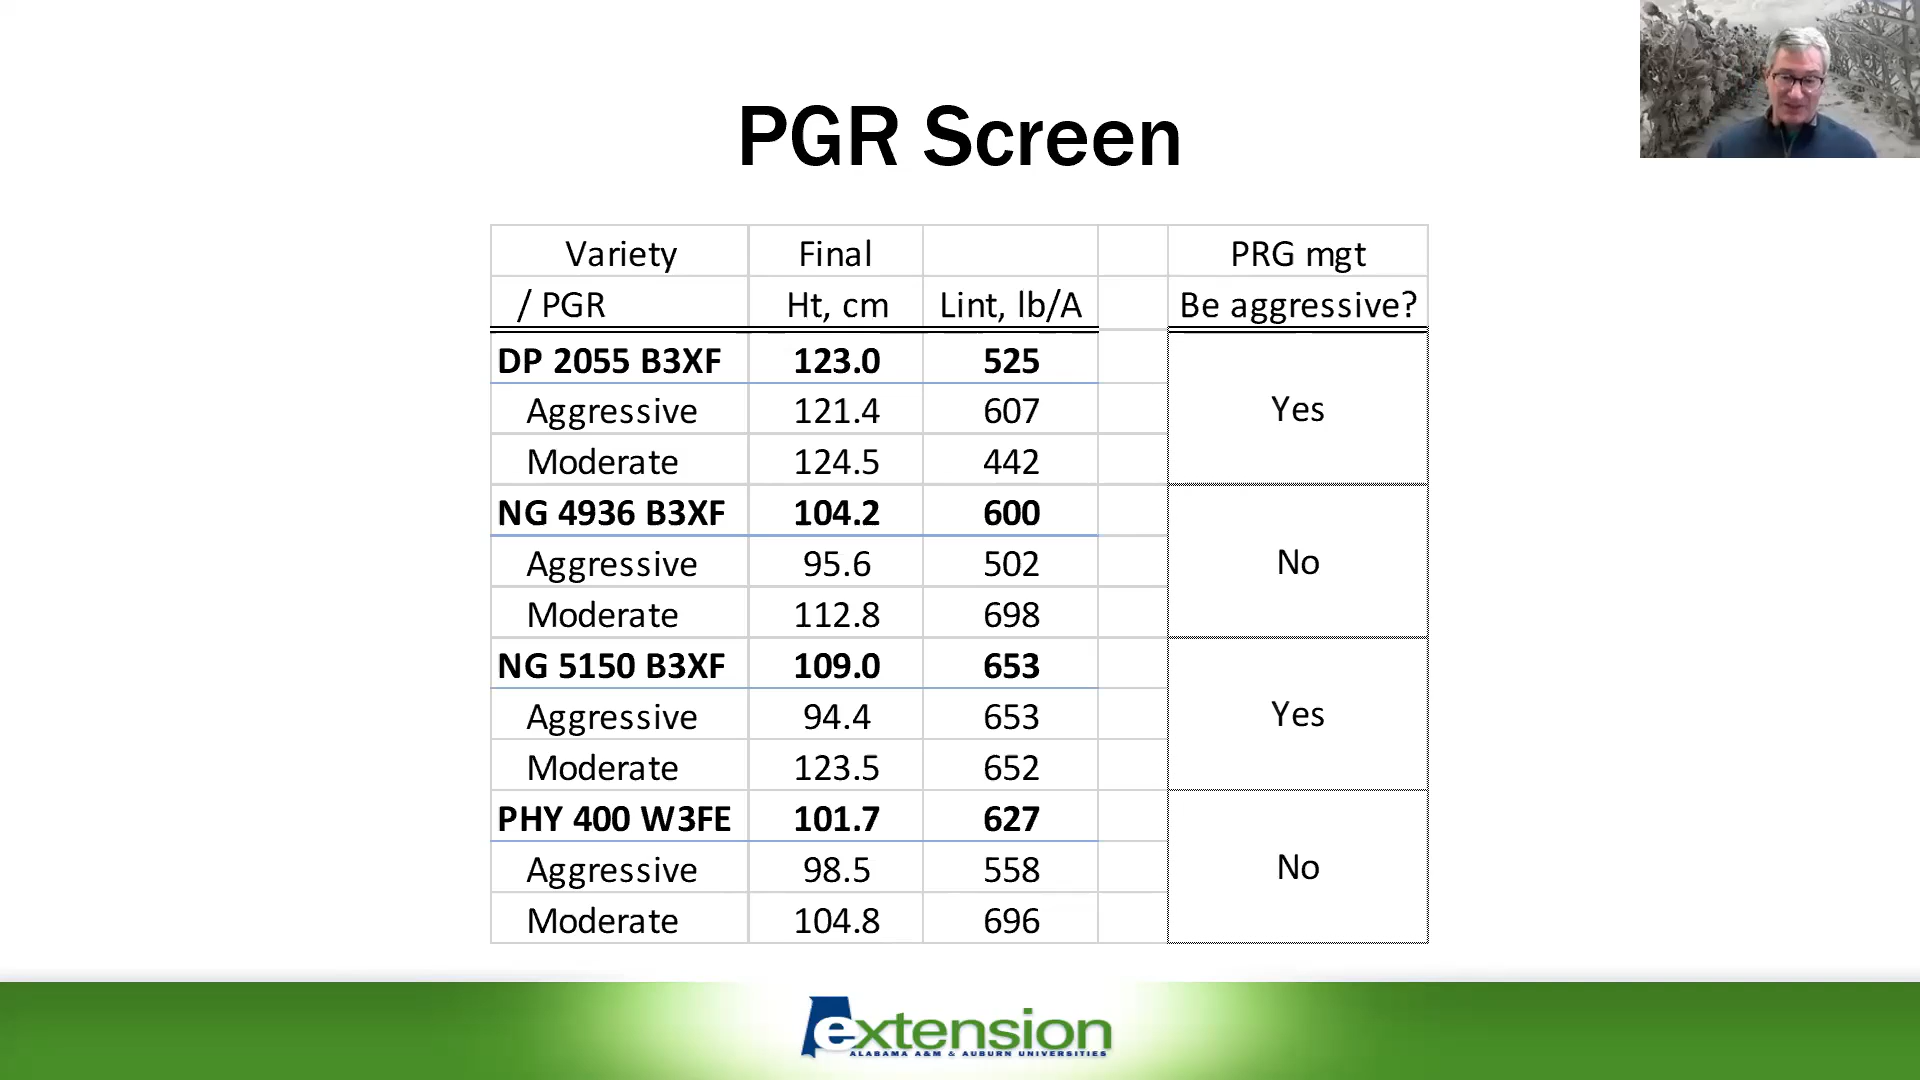 PGR Screen
Variety Final PRG mgt
/ PGR Ht, cm Lint, lb/A Be aggressive?
DP 2055 B3XF 123.0 525
Aggressive 121.4 607 Yes
Moderate 124.5 442
NG 4936 B3XF 104.2 600
Aggressive 95.6 502 No
Moderate 112.8 698
NG 5150 B3XF 109.0 653
Aggressive 94.4 653 Yes
Moderate 123.5 652
PHY 400 W3FE 101.7 627
Aggressive 98.5 558 No
Moderate 104.8 696
extension
ALABAMA A&M & AUBURN UNIVERSITIES